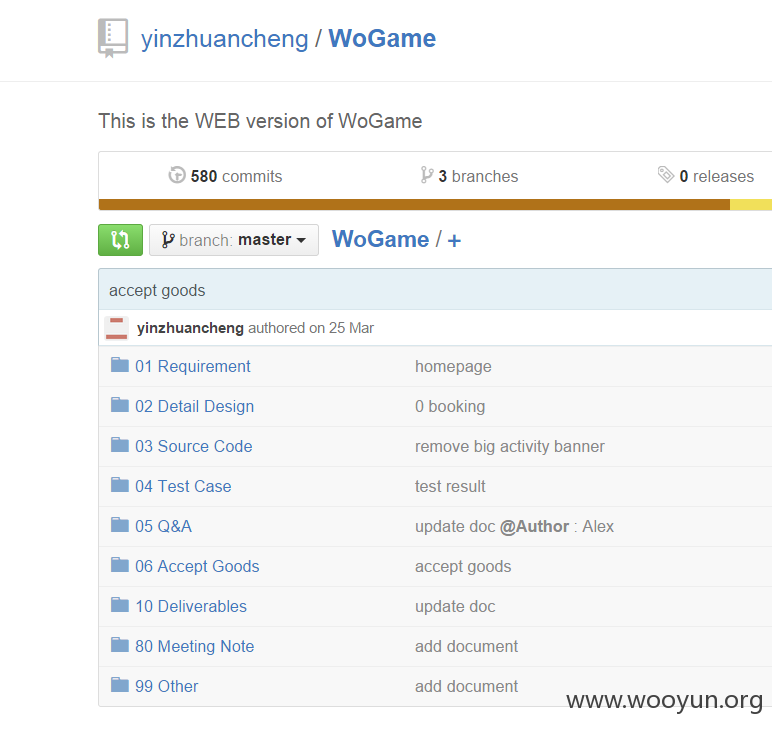 yinzhuancheng / WoGame
This is the WEB version of WoGame
580 commits 3 branches 0 releases
branch: master WoGame / +
accept goods
yinzhuancheng authored on 25 Mar
01 Requirement homepage
02 Detail Design 0 booking
03 Source Code remove big activity banner
04 Test Case test result
05 Q&A update doc @Author : Alex
06 Accept Goods accept goods
10 Deliverables update doc
80 Meeting Note add document
99 Other add document
www.wooyun.org